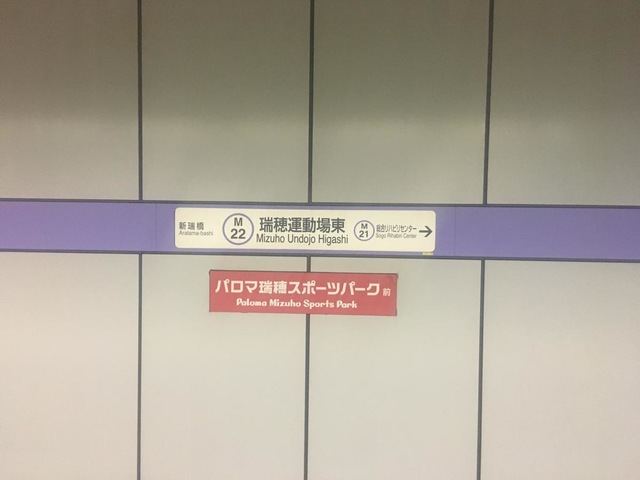 新瑞橋
Aratama-bashi
M
22
瑞穂運動場東
Mizuho Undojo Higashi
M
21
総合リハビリセンター
Sogo Rihabiri Center
パロマ瑞穂スポーツパーク前
Paloma Mizuho Sports Park